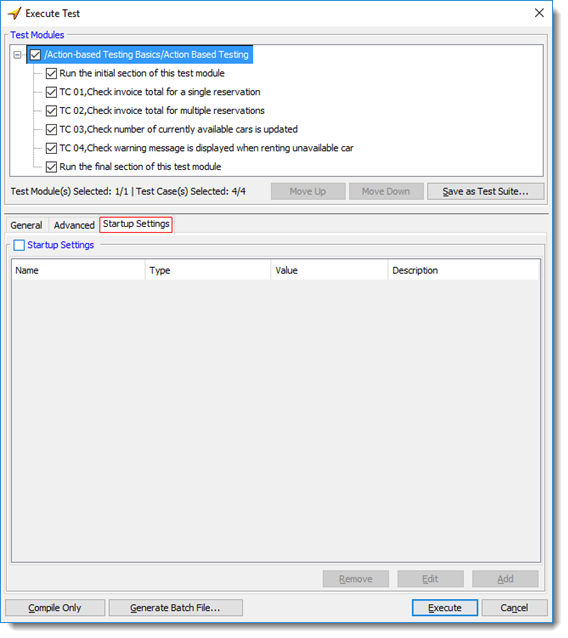 Execute Test
Test Modules
/Action-based Testing Basics/Action Based Testing
Run the initial section of this test module
TC 01,Check invoice total for a single reservation
TC 02,Check invoice total for multiple reservations
TC 03,Check number of currently available cars is updated
TC 04,Check warning message is displayed when renting unavailable car
Run the final section of this test module
Test Module(s) Selected: 1/1 | Test Case(s) Selected: 4/4 Move Up Move Down Save as Test Suite...
General Advanced Startup Settings
Startup Settings
Name Type Value Description
Remove Edit Add
Compile Only Generate Batch File... Execute Cancel